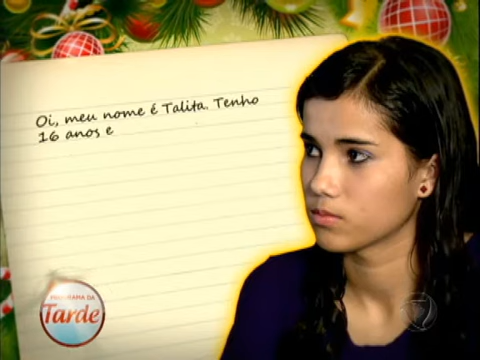 Oi, meu nome é Talita. Tenho
16 anos e
PROGRAMA DA
Tarde